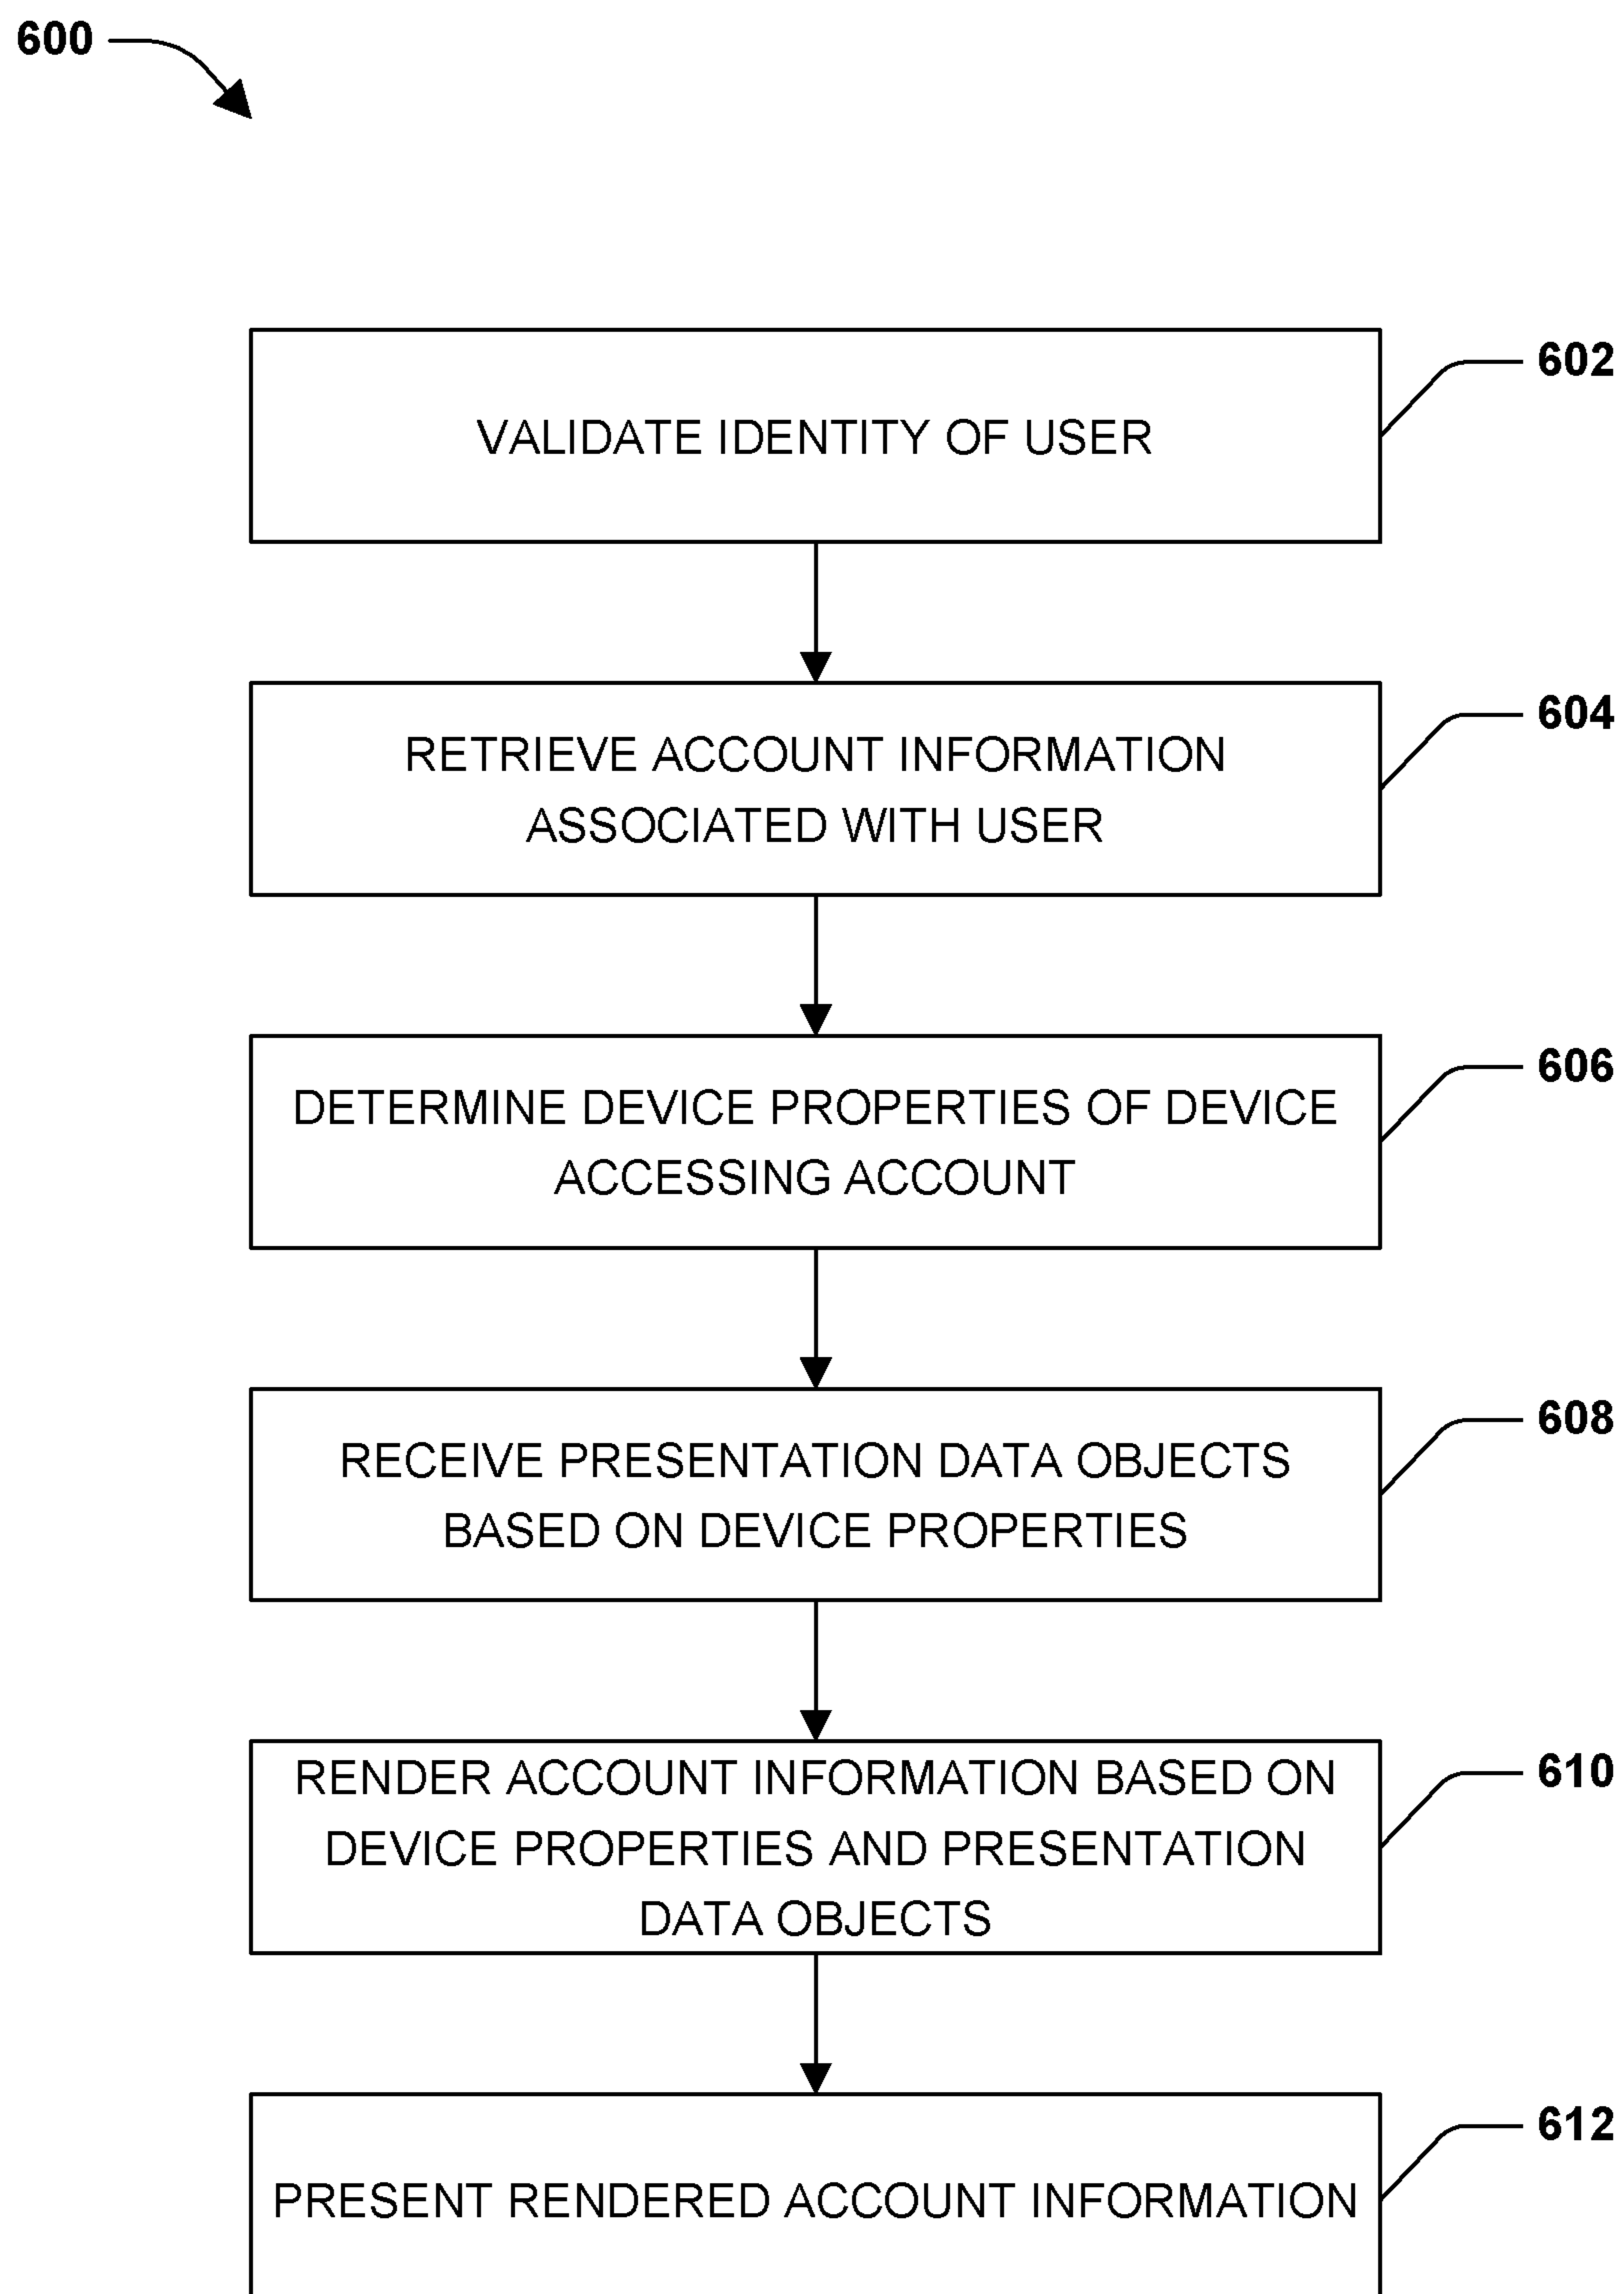 600
602
VALIDATE IDENTITY OF USER
604
RETRIEVE ACCOUNT INFORMATION
ASSOCIATED WITH USER
606
DETERMINE DEVICE PROPERTIES OF DEVICE
ACCESSING ACCOUNT
608
RECEIVE PRESENTATION DATA OBJECTS
BASED ON DEVICE PROPERTIES
610
RENDER ACCOUNT INFORMATION BASED ON
DEVICE PROPERTIES AND PRESENTATION
DATA OBJECTS
612
PRESENT RENDERED ACCOUNT INFORMATION